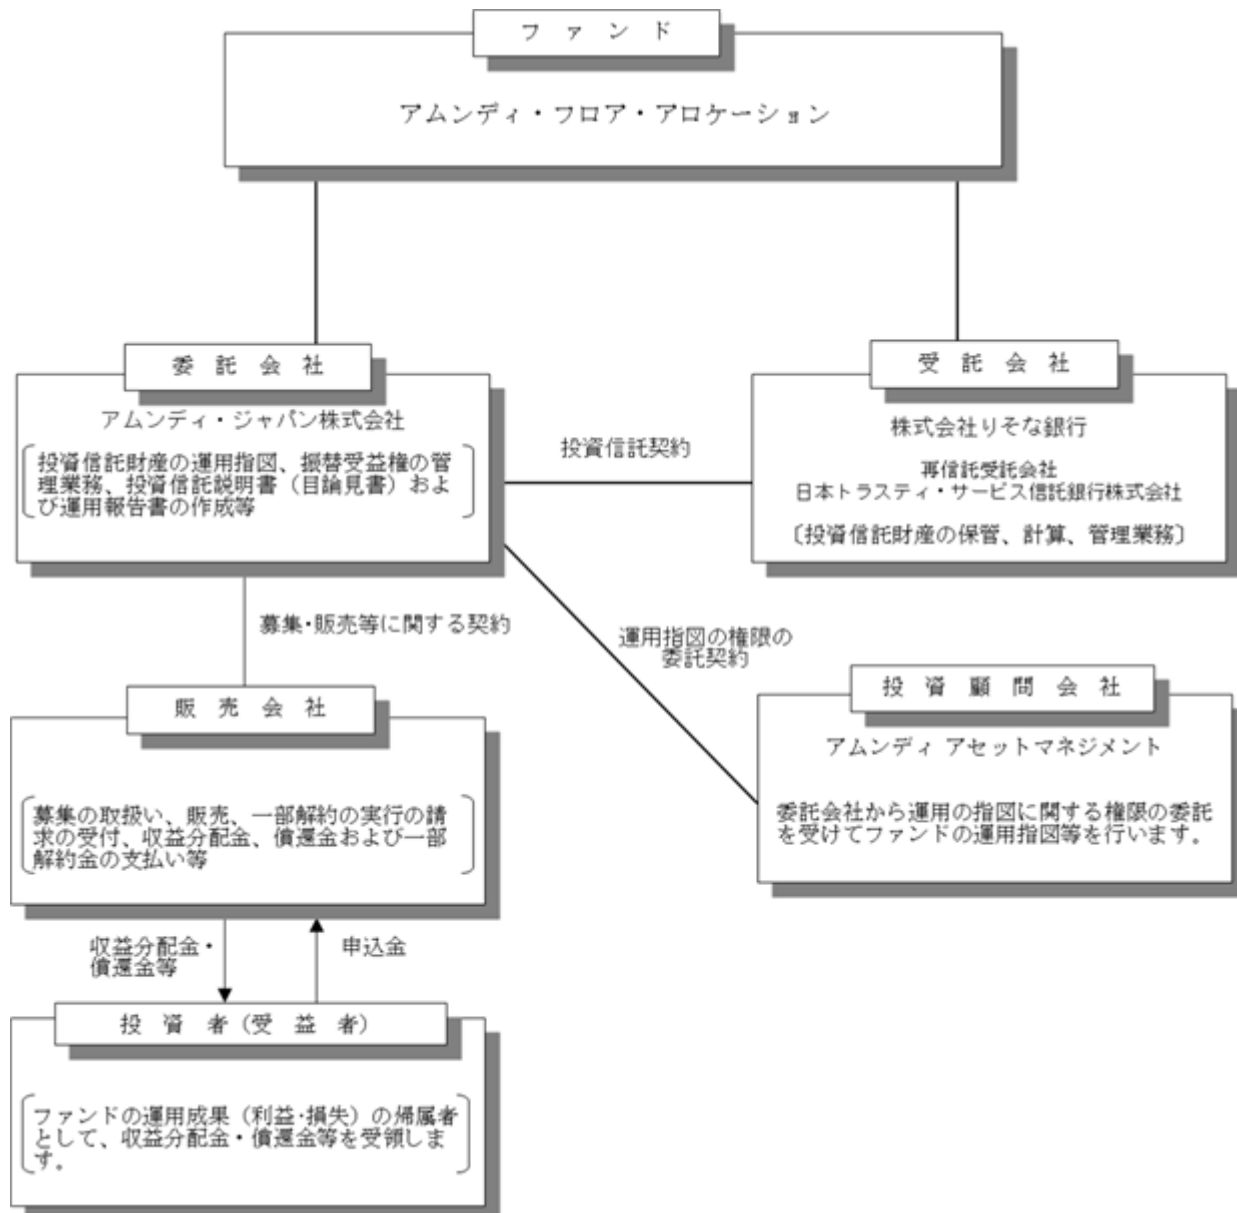 ファンド
アムンディ・フロア・アロケーション
委託会社
アムンディ・ジャパン株式会社
投資信託財産の運用指図、振替受益権の管
理業務、投資信託説明書（目論見書）およ
び運用報告書の作成等
投資信託契約
受託会社
株式会社りそな銀行
再信託受託会社
日本トラスティ・サービス信託銀行株式会社
〔投資信託財産の保管、計算、管理業務〕
募集・販売等に関する契約
運用指図の権限の
委託契約
販売会社
募集の取扱い、販売、一部解約の実行の請
求の受付、収益分配金、償還金および一部
解約金の支払い等
投資顧問会社
アムンディ アセットマネジメント
委託会社から運用の指図に関する権限の委託
を受けてファンドの運用指図等を行います。
収益分配金・
償還金等
申込金
投資者（受益者）
ファンドの運用成果（利益・損失）の帰属者
として、収益分配金・償還金等を受領しま
す。